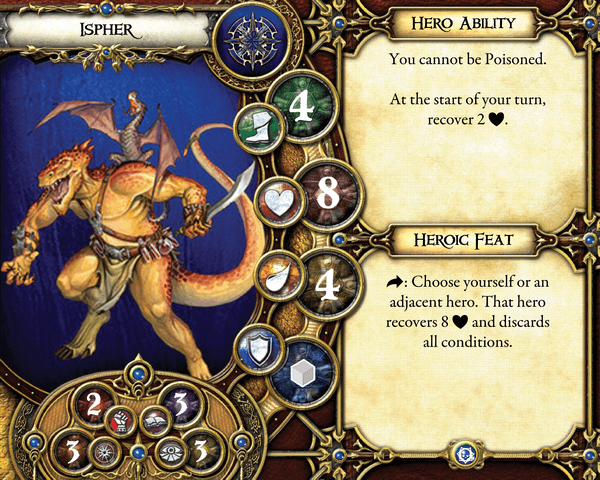 Ispher
4
8
4
2
3
3
3
Hero Ability
You cannot be Poisoned.
At the start of your turn,
recover 2 ♥.
Heroic Feat
: Choose yourself or an
adjacent hero. That hero
recovers 8 ♥ and discards
all conditions.